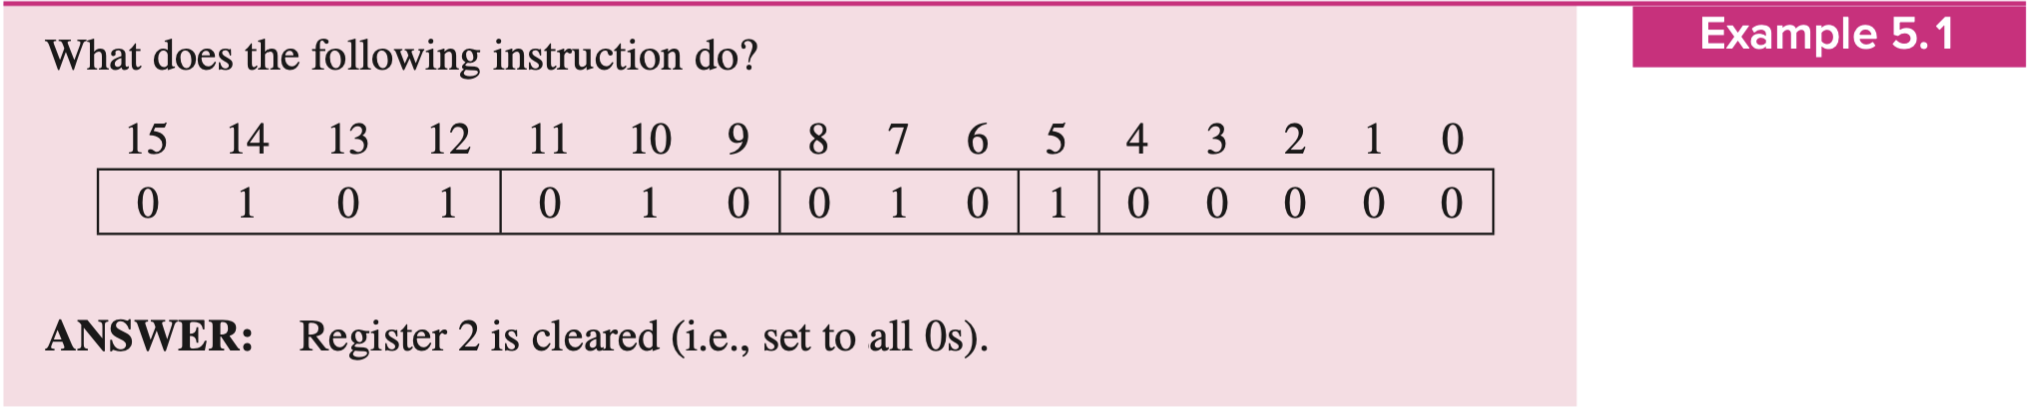 Example 5.1
What does the following instruction do?
15 14 13 12 11 10 9 8 7 6 5 4 3 2 1 0
0 1 0 1 0 1 0 0 1 0 1 0 0 0 0 0
ANSWER: Register 2 is cleared (i.e., set to all 0s).